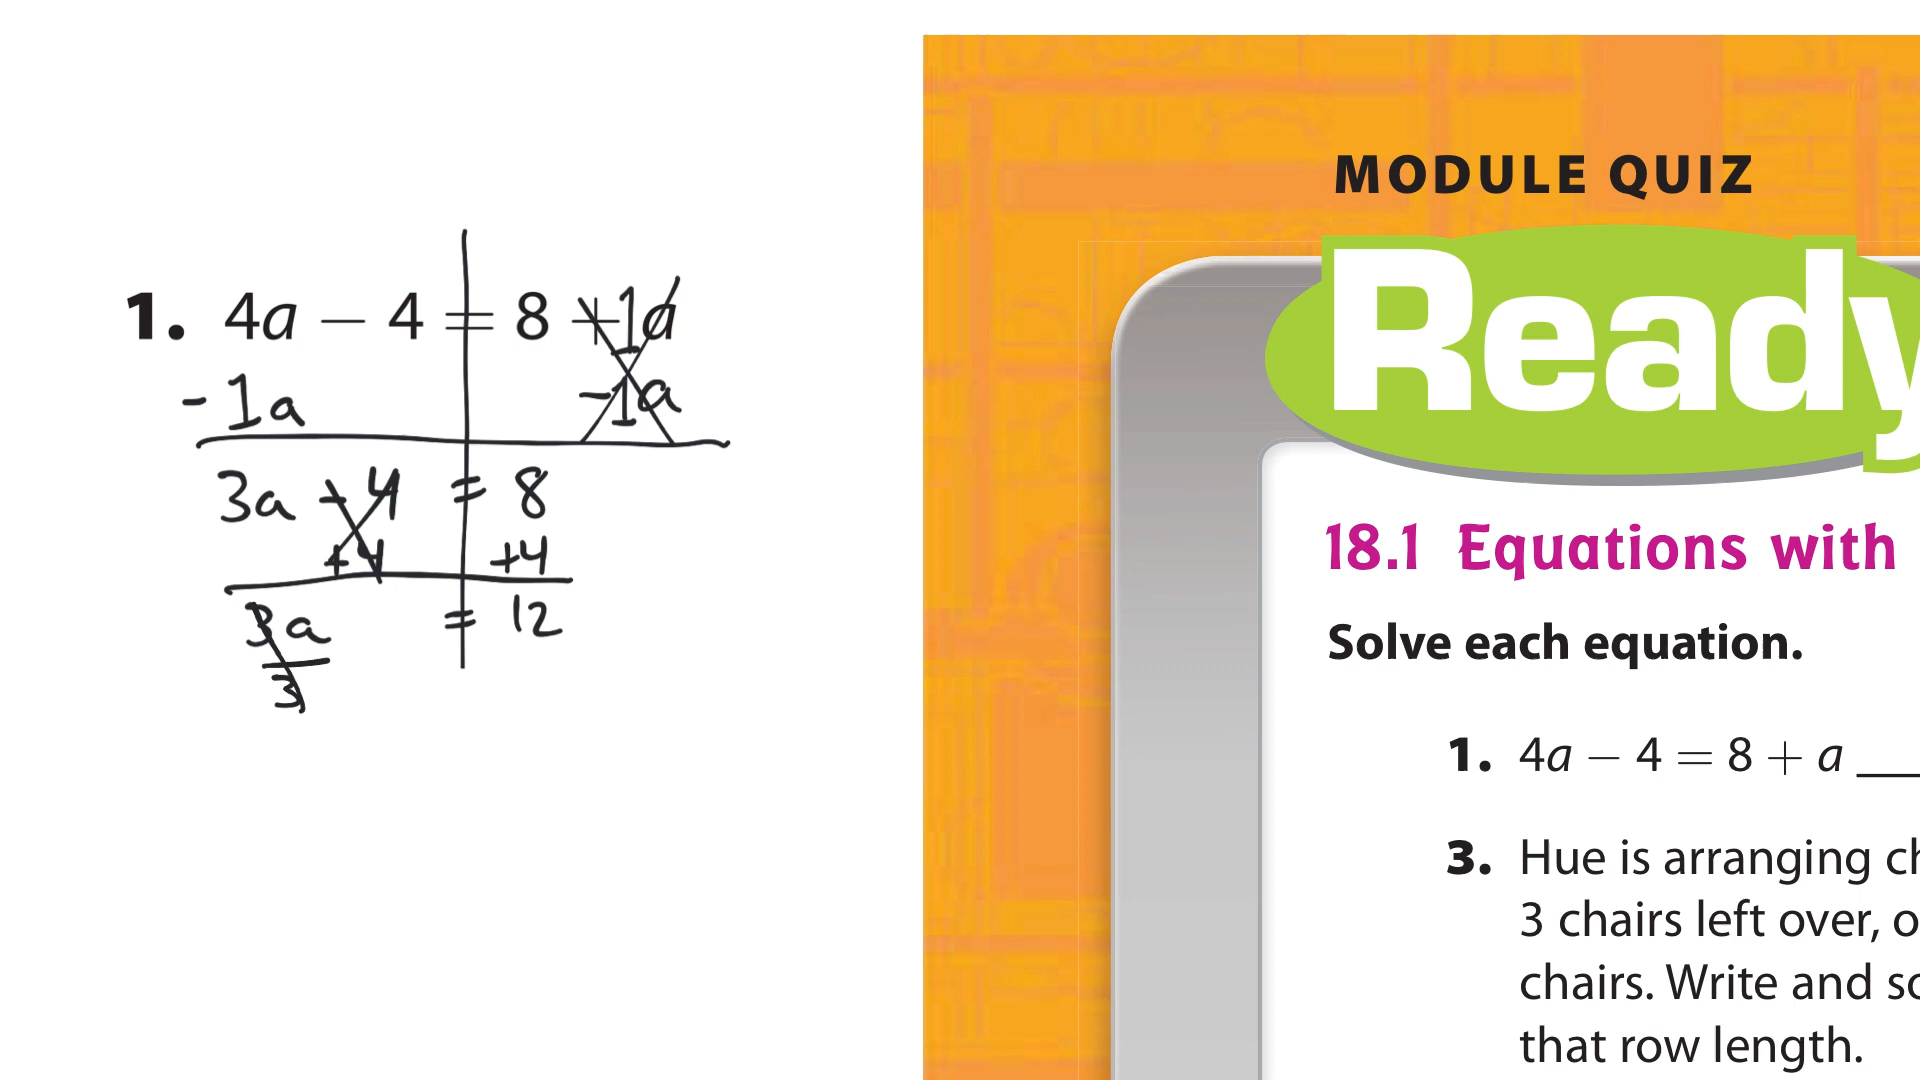 1. 4a − 4 = 8 + 1a
- 1a - 1a
3a - 4 = 8
+ 4 + 4
3a = 12
3
MODULE QUIZ
Ready
18.1 Equations with
Solve each equation.
1. 4a − 4 = 8 + a
3. Hue is arranging ch
3 chairs left over, o
chairs. Write and so
that row length.